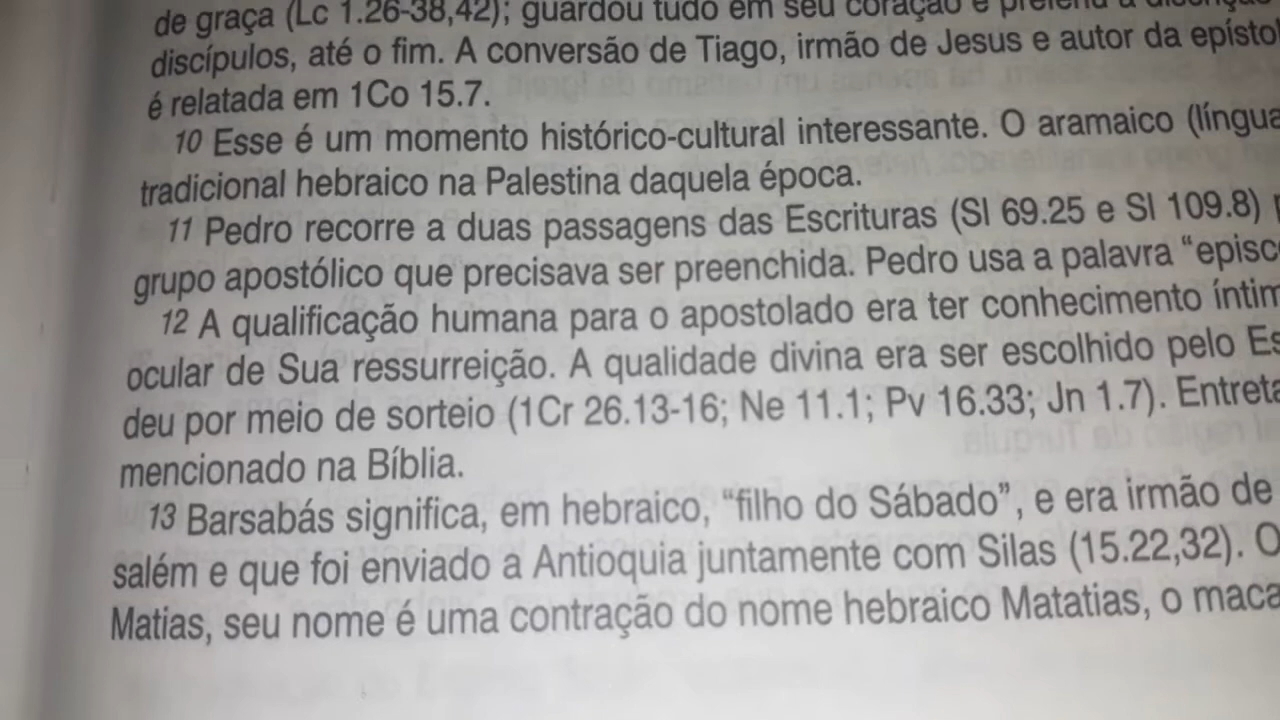 de graça (Lc 1.26-38,42); guardou tudo em seu coração e
discípulos, até o fim. A conversão de Tiago, irmão de Jesus e autor da epísto
é relatada em 1Co 15.7.
10 Esse é um momento histórico-cultural interessante. O aramaico (língua
tradicional hebraico na Palestina daquela época.
11 Pedro recorre a duas passagens das Escrituras (Sl 69.25 e Sl 109.8)
grupo apostólico que precisava ser preenchida. Pedro usa a palavra “episc
12 A qualificação humana para o apostolado era ter conhecimento íntim
ocular de Sua ressurreição. A qualidade divina era ser escolhido pelo Es
deu por meio de sorteio (1Cr 26.13-16; Ne 11.1; Pv 16.33; Jn 1.7). Entreta
mencionado na Bíblia.
13 Barsabás significa, em hebraico, “filho do Sábado”, e era irmão de
salém e que foi enviado a Antioquia juntamente com Silas (15.22,32). O
Matias, seu nome é uma contração do nome hebraico Matatias, o maca